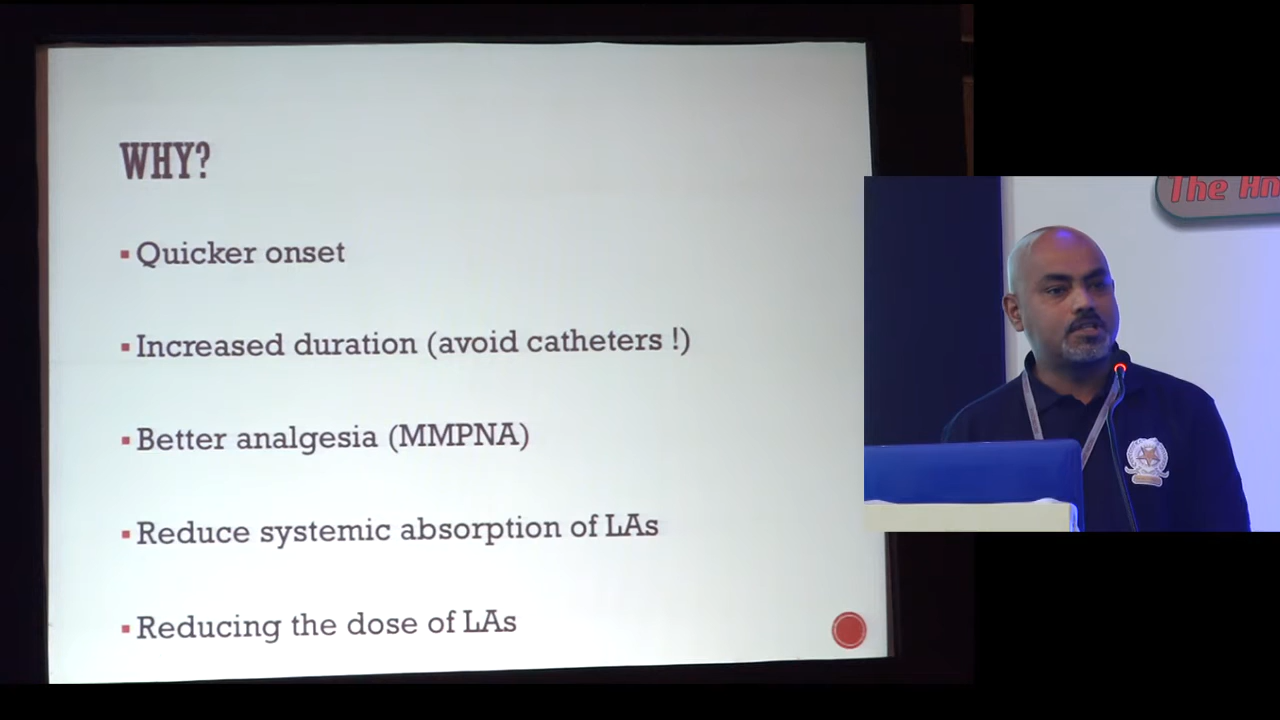 WHY?
▪ Quicker onset
▪ Increased duration (avoid catheters !)
▪ Better analgesia (MMPNA)
▪ Reduce systemic absorption of LAs
▪ Reducing the dose of LAs
The